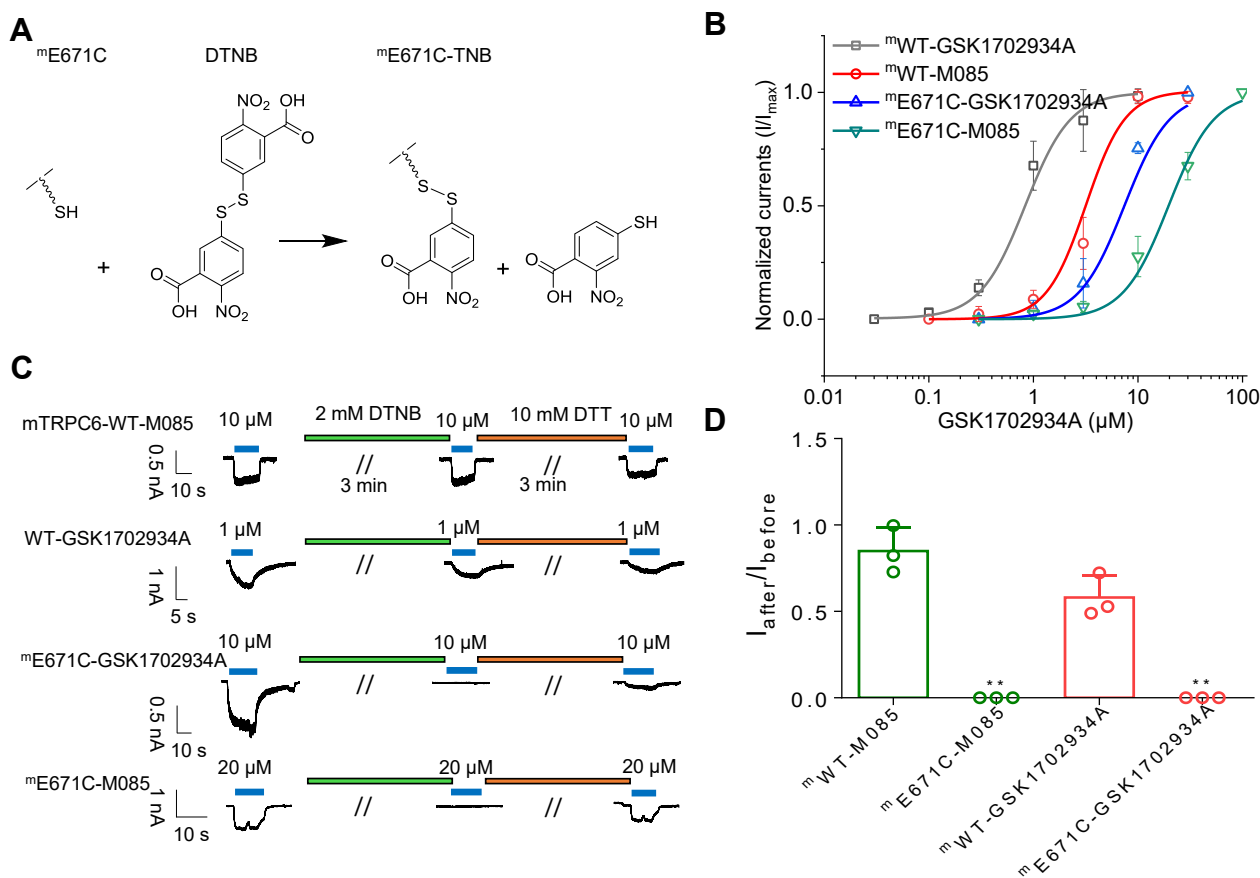 A
ᵐE671C
DTNB
ᵐE671C-TNB
NO₂
OH
O
S
S
O
OH
NO₂
SH
+
S
S
O
OH
NO₂
+
SH
O
OH
NO₂
B
ᵐWT-GSK1702934A
ᵐWT-M085
ᵐE671C-GSK1702934A
ᵐE671C-M085
Normalized currents (I/Iₘₐₓ)
1.0
0.5
0.0
0.01
0.1
1
10
100
GSK1702934A (µM)
C
mTRPC6-WT-M085
10 µM
2 mM DTNB
10 µM
10 mM DTT
10 µM
0.5 nA
10 s
//
3 min
//
3 min
WT-GSK1702934A
1 µM
1 µM
1 µM
1 nA
5 s
//
//
ᵐE671C-GSK1702934A
10 µM
10 µM
10 µM
0.5 nA
10 s
//
//
ᵐE671C-M085
20 µM
20 µM
20 µM
1 nA
10 s
//
//
D
I after/I before
1.5
1.0
0.5
0.0
**
**
ᵐWT-M085
ᵐE671C-M085
ᵐWT-GSK1702934A
ᵐE671C-GSK1702934A